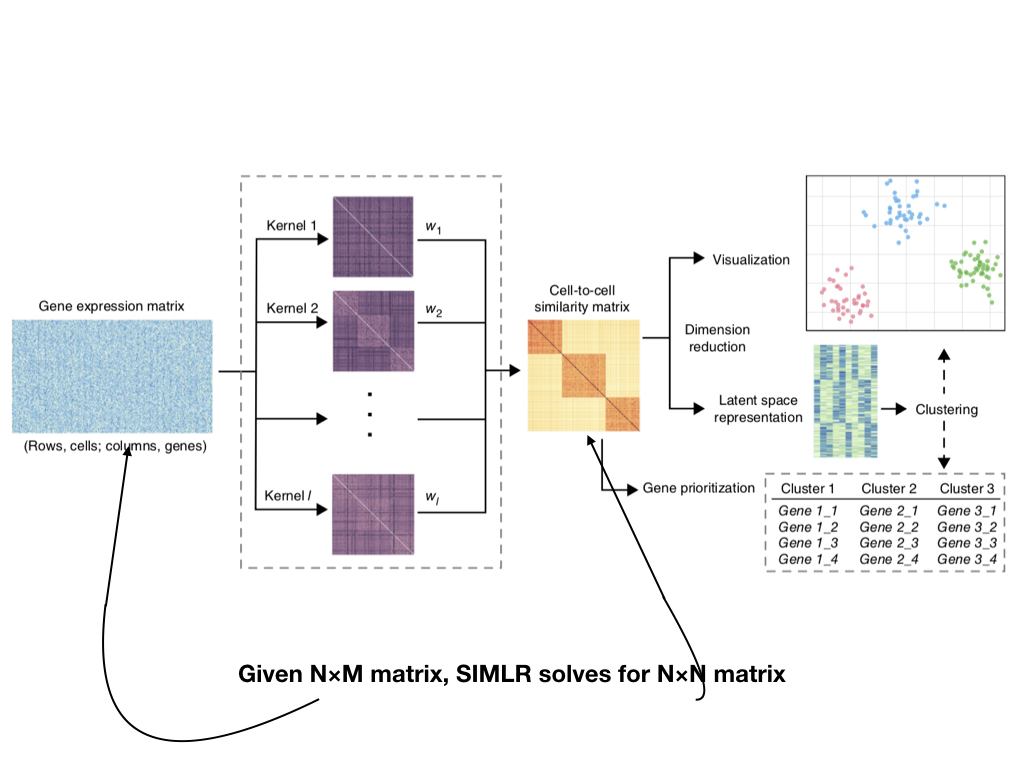 Gene expression matrix
(Rows, cells; columns, genes)
Kernel 1
w1
Kernel 2
w2
Kernel l
wl
Cell-to-cell
similarity matrix
Visualization
Dimension
reduction
Latent space
representation
Clustering
Gene prioritization
Cluster 1 Cluster 2 Cluster 3
Gene 1_1 Gene 2_1 Gene 3_1
Gene 1_2 Gene 2_2 Gene 3_2
Gene 1_3 Gene 2_3 Gene 3_3
Gene 1_4 Gene 2_4 Gene 3_4
Given N×M matrix, SIMLR solves for N×N matrix